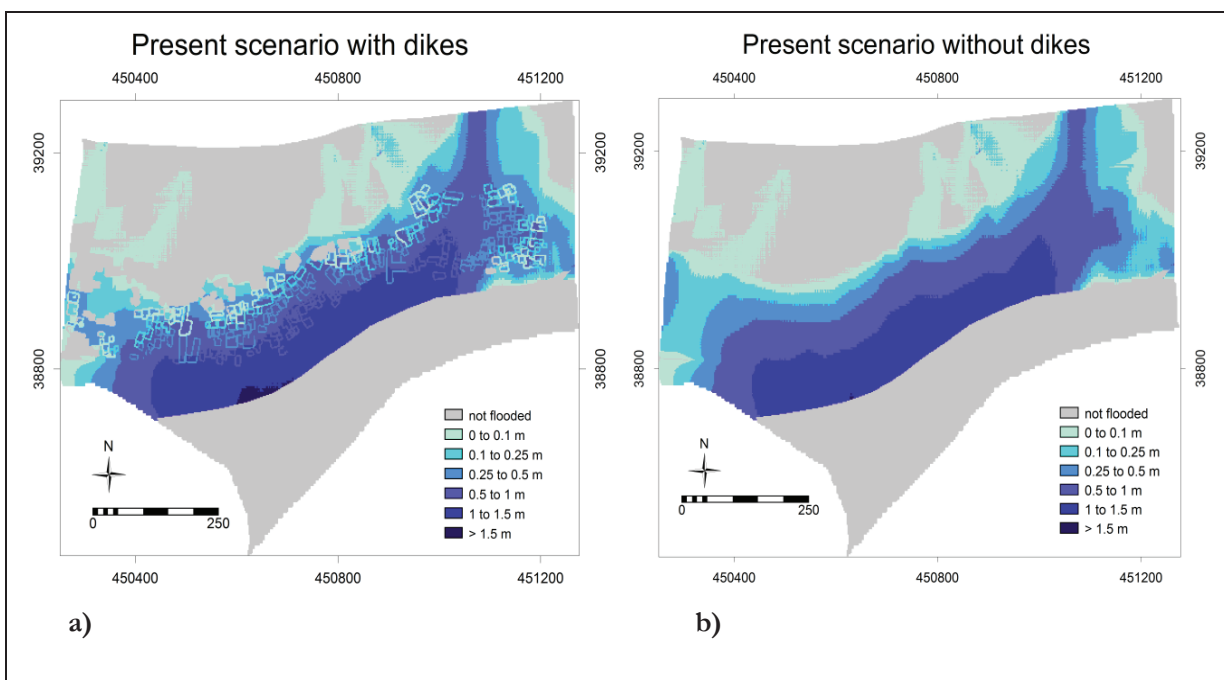 Present scenario with dikes
450400 450800 451200
39200
39200
38800
38800
not flooded
0 to 0.1 m
0.1 to 0.25 m
0.25 to 0.5 m
0.5 to 1 m
1 to 1.5 m
> 1.5 m
N
0 250
450400 450800 451200
a)
Present scenario without dikes
450400 450800 451200
39200
39200
38800
38800
not flooded
0 to 0.1 m
0.1 to 0.25 m
0.25 to 0.5 m
0.5 to 1 m
1 to 1.5 m
> 1.5 m
N
0 250
450400 450800 451200
b)